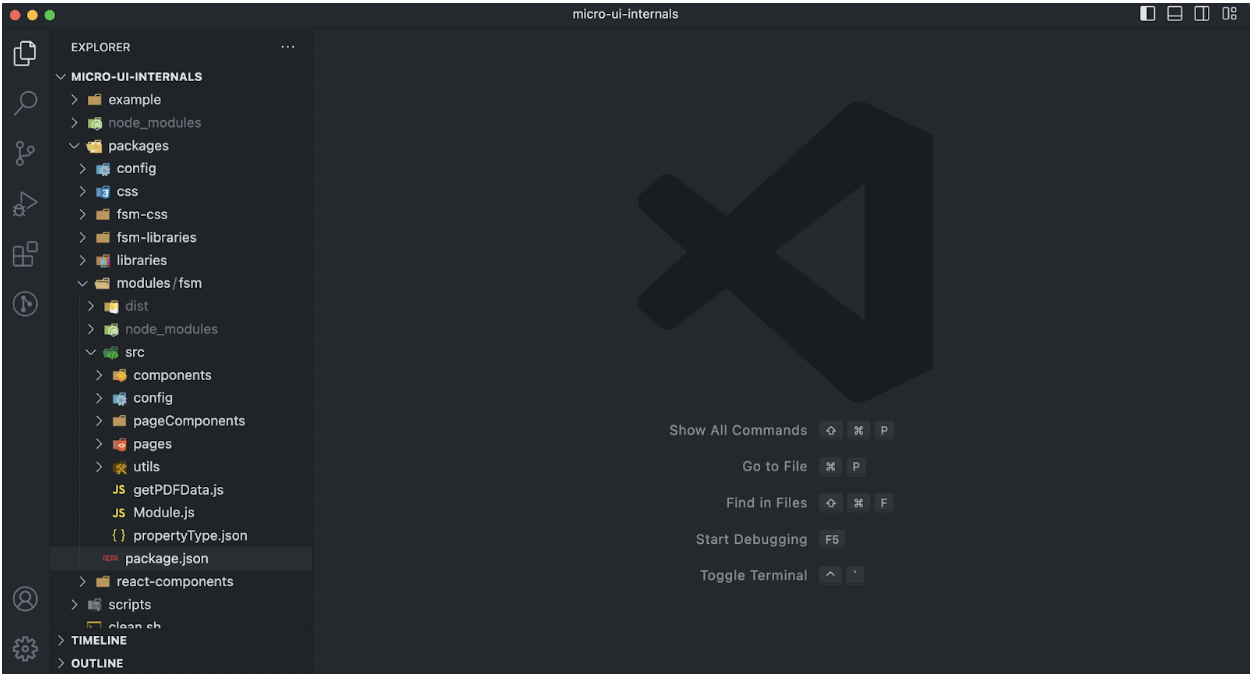 micro-ui-internals
EXPLORER
MICRO-UI-INTERNALS
example
node_modules
packages
config
css
fsm-css
fsm-libraries
libraries
modules/fsm
dist
node_modules
src
components
config
pageComponents
pages
utils
JS getPDFData.js
JS Module.js
{} propertyType.json
package.json
react-components
scripts
clean.sh
TIMELINE
OUTLINE
Show All Commands ⇧ ⌘ P
Go to File ⌘ P
Find in Files ⇧ ⌘ F
Start Debugging F5
Toggle Terminal ^ `